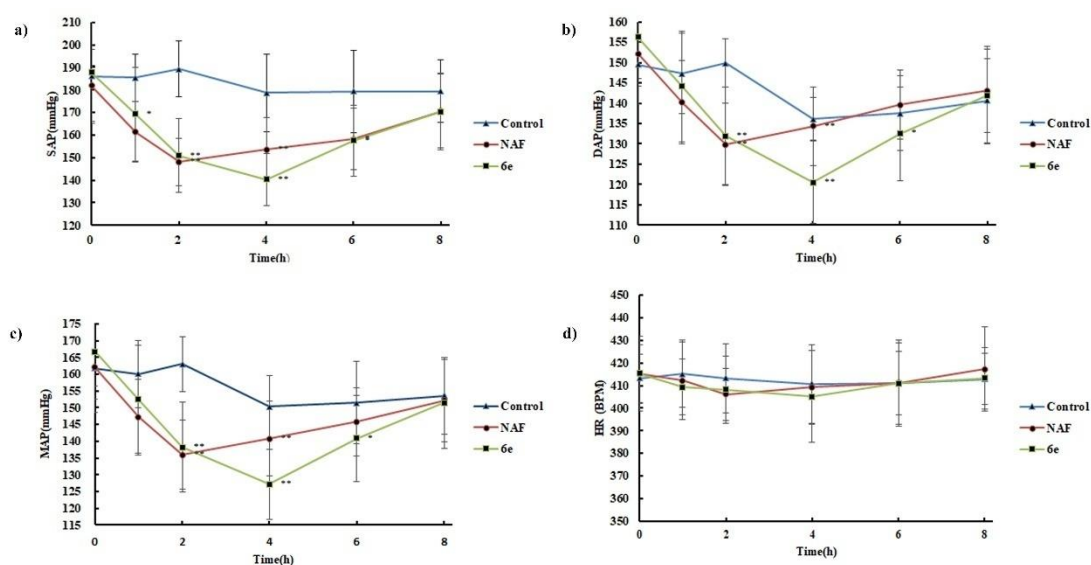 a)
210
200
190
180
170
160
150
140
130
120
SAP(mmHg)
0 2 4 6 8
Time(h)
*
**
**
**
**
*
Control
NAF
6e
b)
160
155
150
145
140
135
130
125
120
115
110
DAP(mmHg)
0 2 4 6 8
Time(h)
**
**
**
**
*
Control
NAF
6e
c)
175
170
165
160
155
150
145
140
135
130
125
120
115
MAP(mmHg)
0 2 4 6 8
Time(h)
**
**
**
**
*
Control
NAF
6e
d)
450
440
430
420
410
400
390
380
370
360
350
HR (BPM)
0 2 4 6 8
Time(h)
Control
NAF
6e